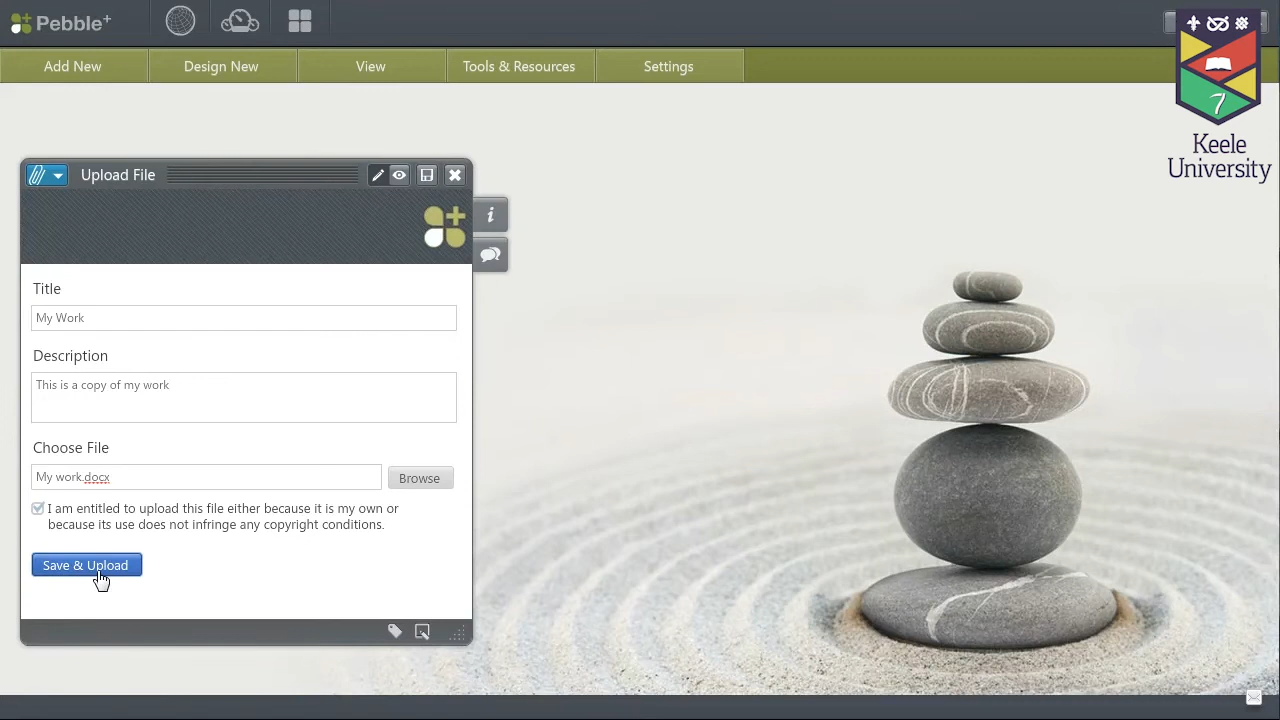 Pebble+
Add New
Design New
View
Tools & Resources
Settings
Keele
University
Upload File
i
Title
My Work
Description
This is a copy of my work
Choose File
My work.docx
Browse
I am entitled to upload this file either because it is my own or
because its use does not infringe any copyright conditions.
Save & Upload